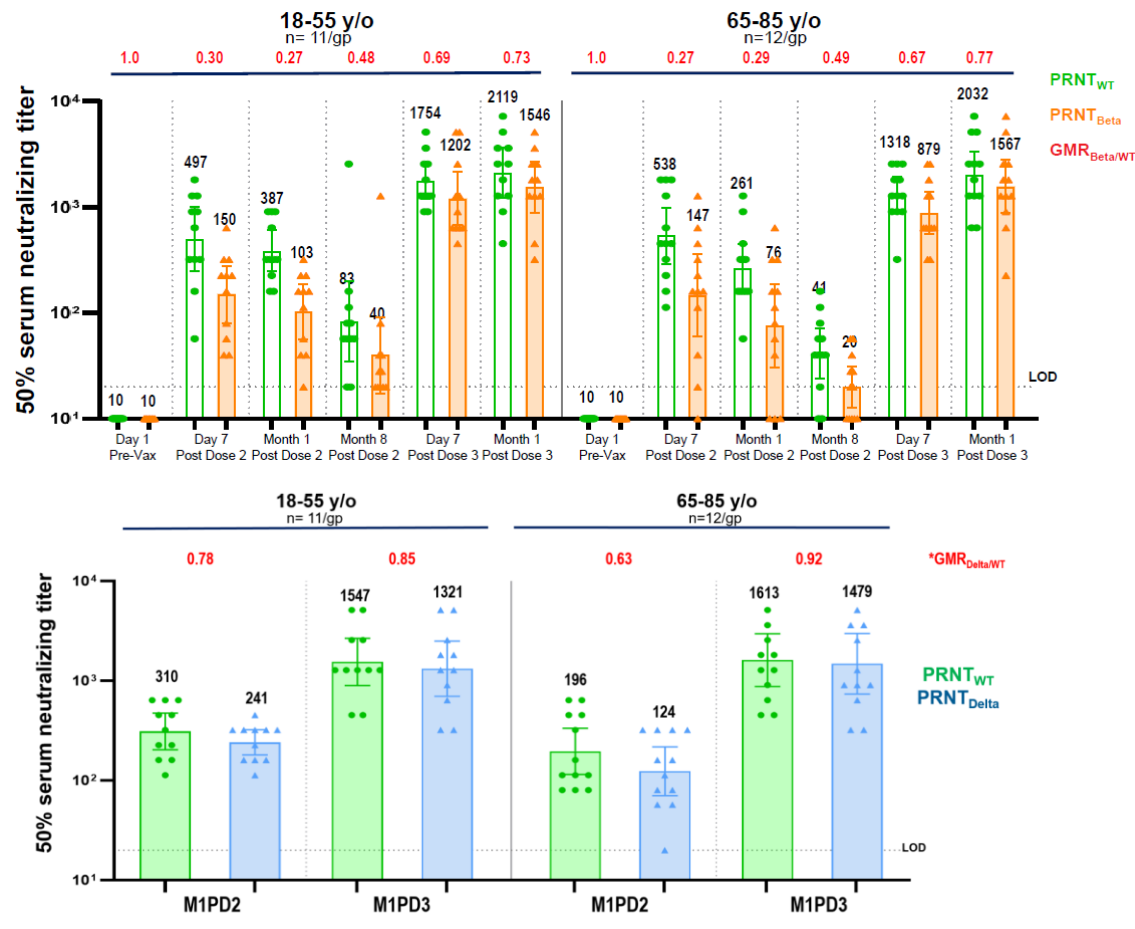 18-55 y/o
n= 11/gp
65-85 y/o
n=12/gp
1.0 0.30 0.27 0.48 0.69 0.73 1.0 0.27 0.29 0.49 0.67 0.77
PRNTWT
PRNTBeta
GMRBeta/WT
50% serum neutralizing titer
10⁴
10³
10²
10¹
10 10 497 150 387 103 83 40 1754 1202 2119 1546
10 10 538 147 261 76 41 20 1318 879 2032 1567
LOD
Day 1 Day 7 Month 1 Month 8 Day 7 Month 1 Day 1 Day 7 Month 1 Month 8 Day 7 Month 1
Pre-Vax Post Dose 2 Post Dose 2 Post Dose 2 Post Dose 3 Post Dose 3 Pre-Vax Post Dose 2 Post Dose 2 Post Dose 2 Post Dose 3 Post Dose 3
18-55 y/o
n= 11/gp
65-85 y/o
n=12/gp
0.78 0.85 0.63 0.92 *GMRDelta/WT
50% serum neutralizing titer
10⁴
10³
10²
10¹
310 241 1547 1321 196 124 1613 1479
PRNTWT
PRNTDelta
LOD
M1PD2 M1PD3 M1PD2 M1PD3